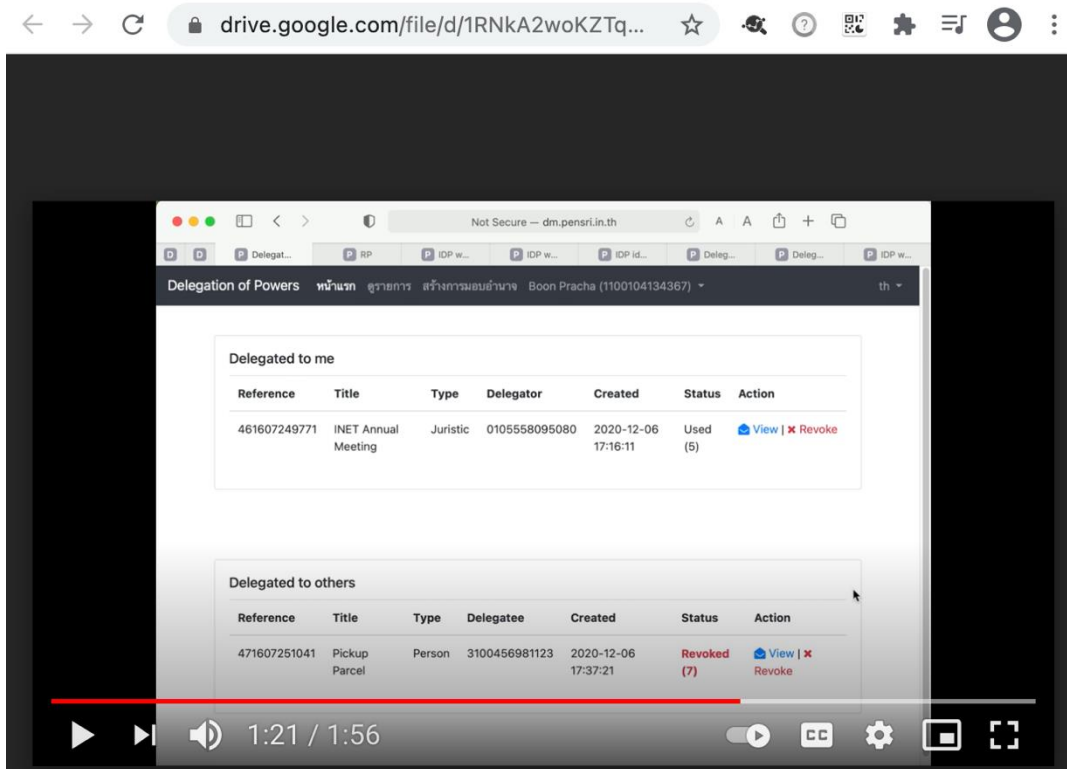 drive.google.com/file/d/1RNkA2woKZTq...
Not Secure — dm.pensri.in.th
A A
D D P Delegat... P RP P IDP w... P IDP w... P IDP id... P Deleg... P Deleg... P IDP w...
Delegation of Powers หน้าแรก ดูรายการ สร้างการมอบอำนาจ Boon Pracha (1100104134367) th
Delegated to me
Reference Title Type Delegator Created Status Action
461607249771 INET Annual Juristic 0105558095080 2020-12-06 Used View | Revoke
Meeting 17:16:11 (5)
Delegated to others
Reference Title Type Delegatee Created Status Action
471607251041 Pickup Person 3100456981123 2020-12-06 Revoked View |
Parcel 17:37:21 (7) Revoke
1:21 / 1:56 CC